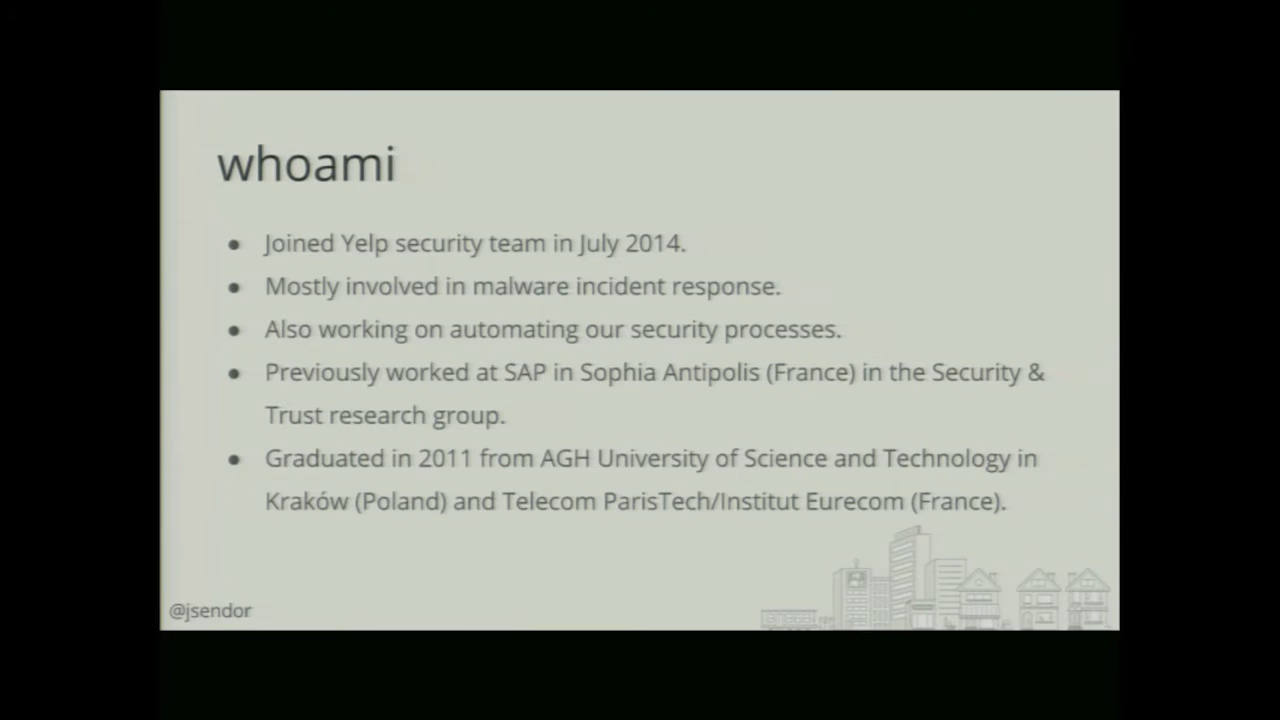 whoami
● Joined Yelp security team in July 2014.
● Mostly involved in malware incident response.
● Also working on automating our security processes.
● Previously worked at SAP in Sophia Antipolis (France) in the Security &
Trust research group.
● Graduated in 2011 from AGH University of Science and Technology in
Kraków (Poland) and Telecom ParisTech/Institut Eurecom (France).
@jsendor